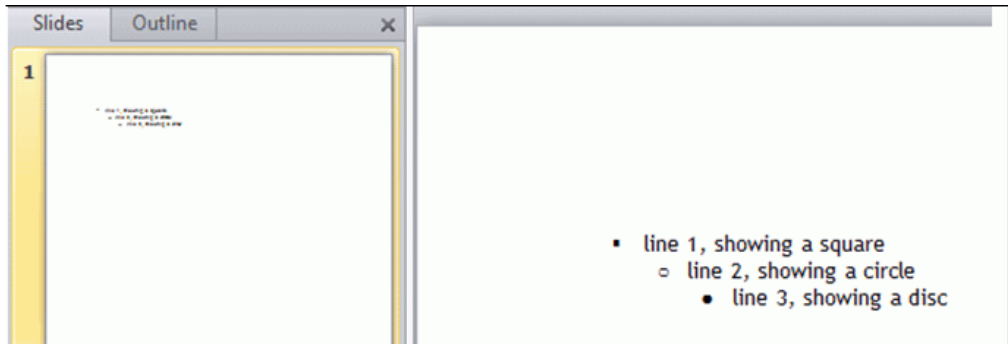 Slides Outline
1
line 1, showing a square
line 2, showing a circle
line 3, showing a disc